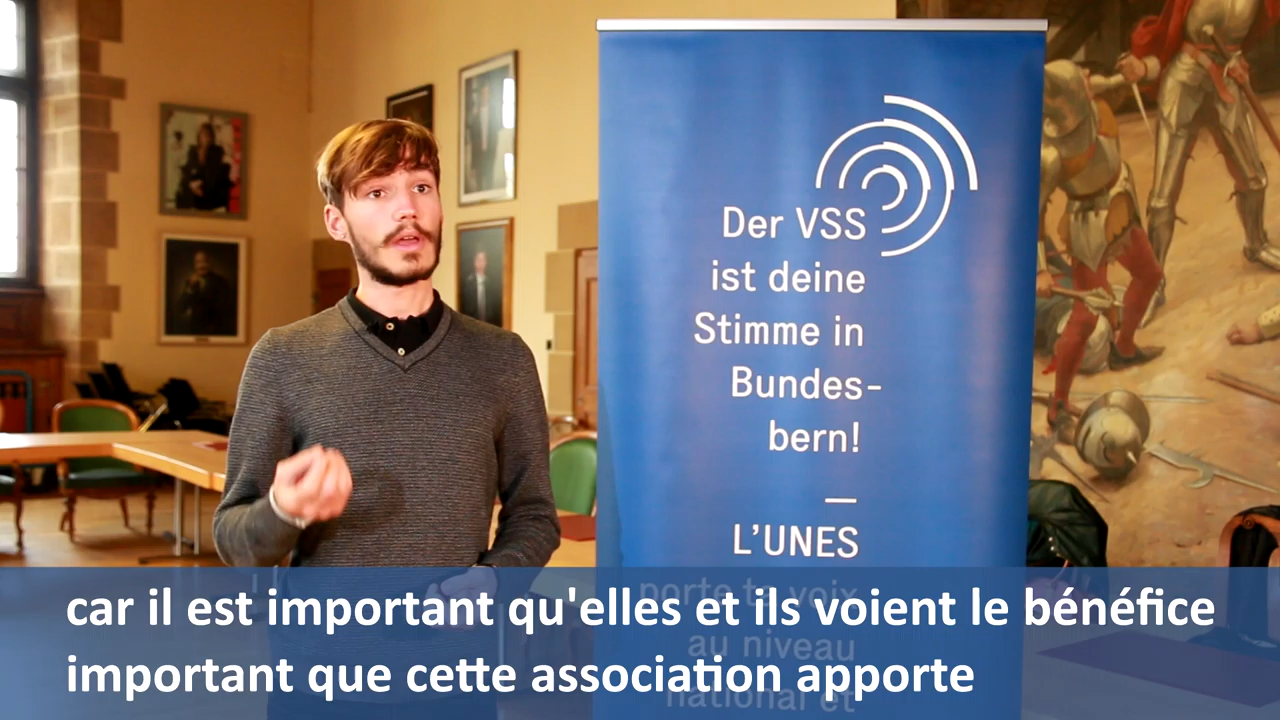 Der VSS
ist deine
Stimme in
Bundes-
bern!
—
L'UNES
porte ta voix
au niveau
national et
car il est important qu'elles et ils voient le bénéfice
important que cette association apporte